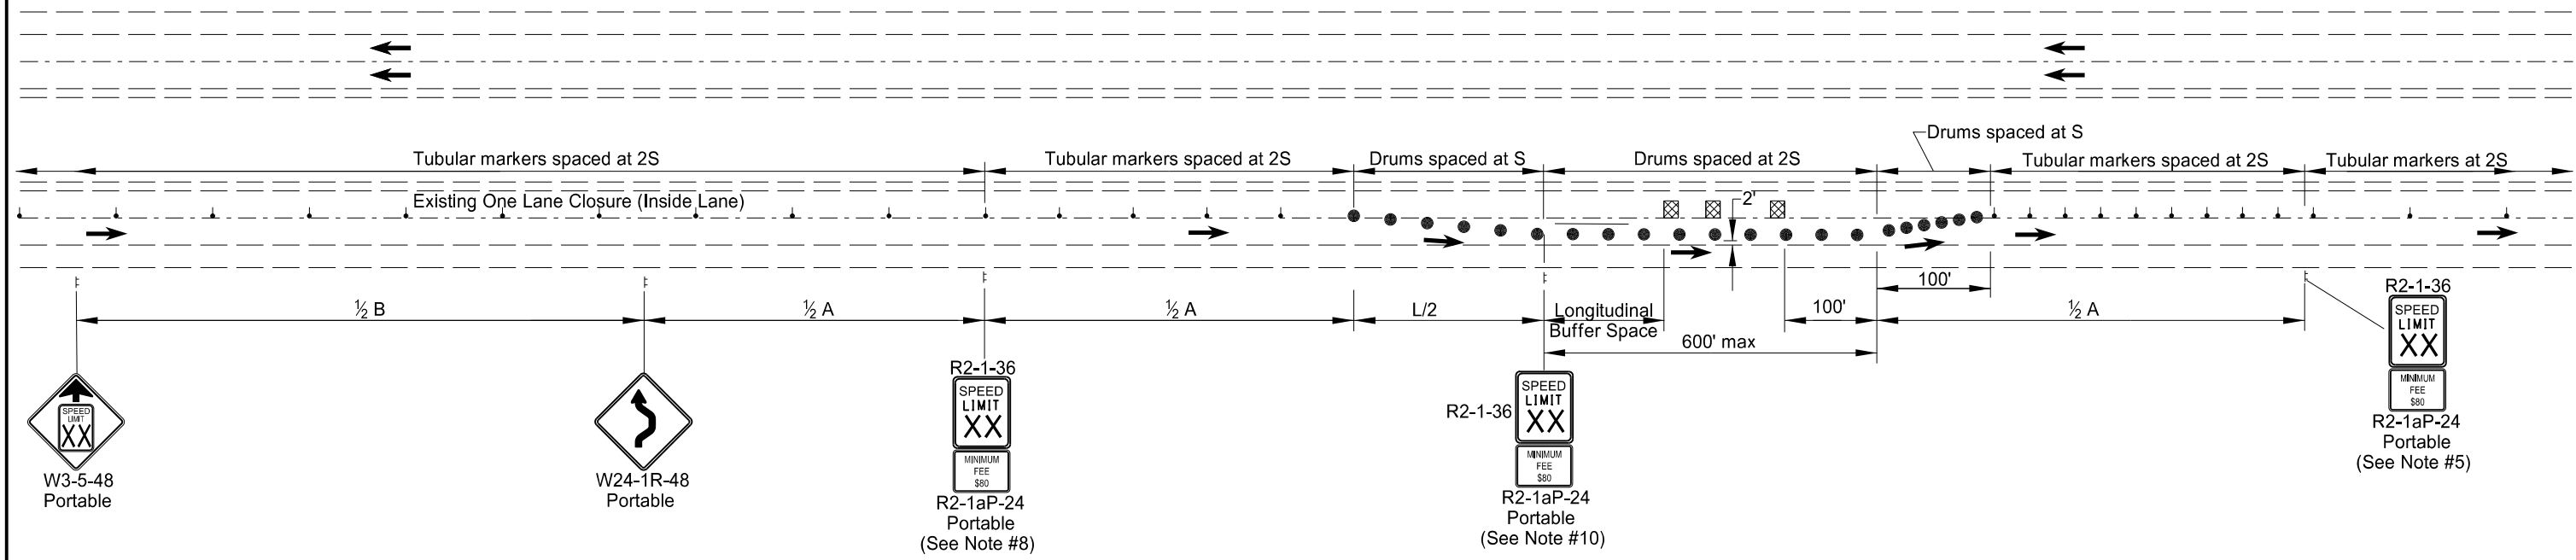 Drums spaced at S
Tubular markers spaced at 2S
Tubular markers spaced at 2S
Drums spaced at S
Drums spaced at 2S
Tubular markers spaced at 2S
Tubular markers at 2S
Existing One Lane Closure (Inside Lane)
2'
100'
½ B
½ A
½ A
L/2
Longitudinal
Buffer Space
100'
½ A
600' max
SPEED
LIMIT
XX
W3-5-48
Portable
W24-1R-48
Portable
R2-1-36
SPEED
LIMIT
XX
MINIMUM
FEE
$80
R2-1aP-24
Portable
(See Note #8)
R2-1-36
SPEED
LIMIT
XX
MINIMUM
FEE
$80
R2-1aP-24
Portable
(See Note #10)
R2-1-36
SPEED
LIMIT
XX
MINIMUM
FEE
$80
R2-1aP-24
Portable
(See Note #5)